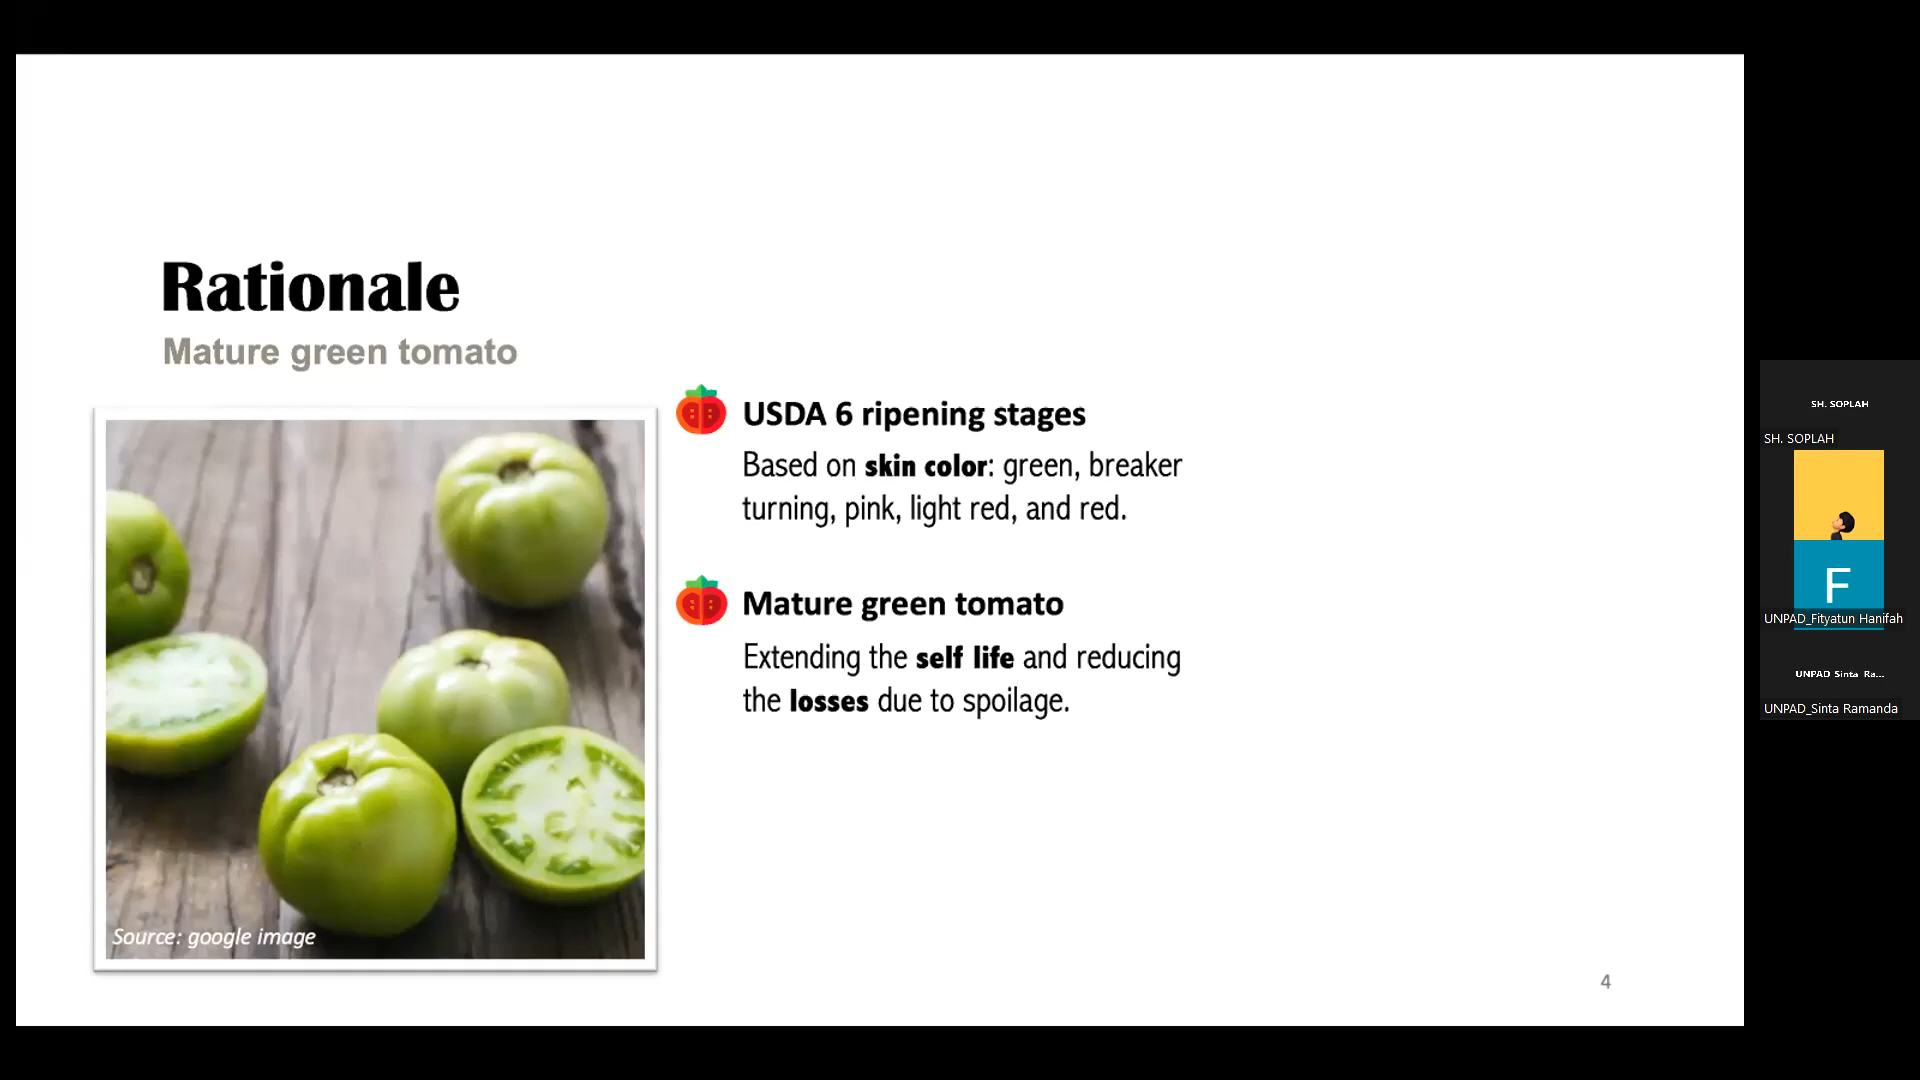 Rationale
Mature green tomato
USDA 6 ripening stages
Based on skin color: green, breaker
turning, pink, light red, and red.
Mature green tomato
Extending the self life and reducing
the losses due to spoilage.
Source: google image
4
SH. SOPLAH
SH. SOPLAH
F
UNPAD_Fityatun Hanifah
UNPAD_Sinta Ra...
UNPAD_Sinta Ramanda